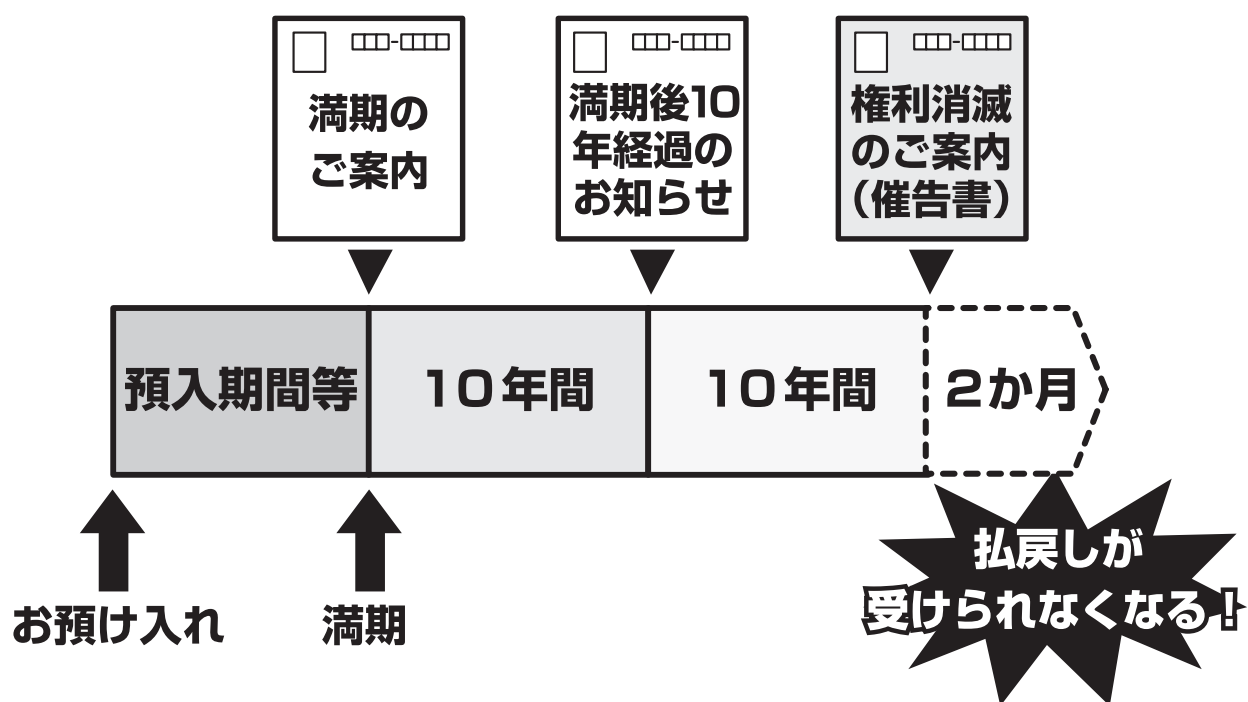 満期の
ご案内
満期後10
年経過の
お知らせ
権利消滅
のご案内
（催告書）
預入期間等
10年間
10年間
2か月
お預け入れ
満期
払戻しが
受けられなくなる！